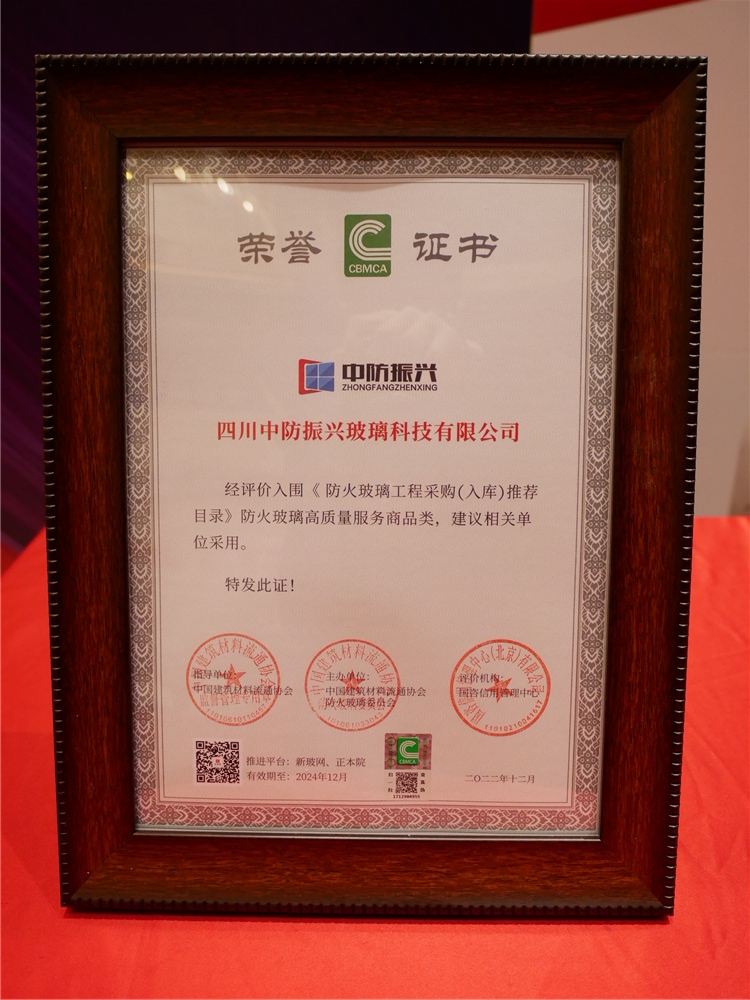 荣誉 证书
CBMCA
中防振兴
ZHONGFANGZHENXING
四川中防振兴玻璃科技有限公司
经评价入围《 防火玻璃工程采购(入库)推荐
目录》防火玻璃高质量服务商品类，建议相关单
位采用。
特发此证！
指导单位：
中国建筑材料流通协会
主办单位：
中国建筑材料流通协会
防火玻璃委员会
评价机构：
国咨信用管理中心
推进平台：新玻网、正本院
有效期至：2024年12月
CBMCA
二〇二二年十二月